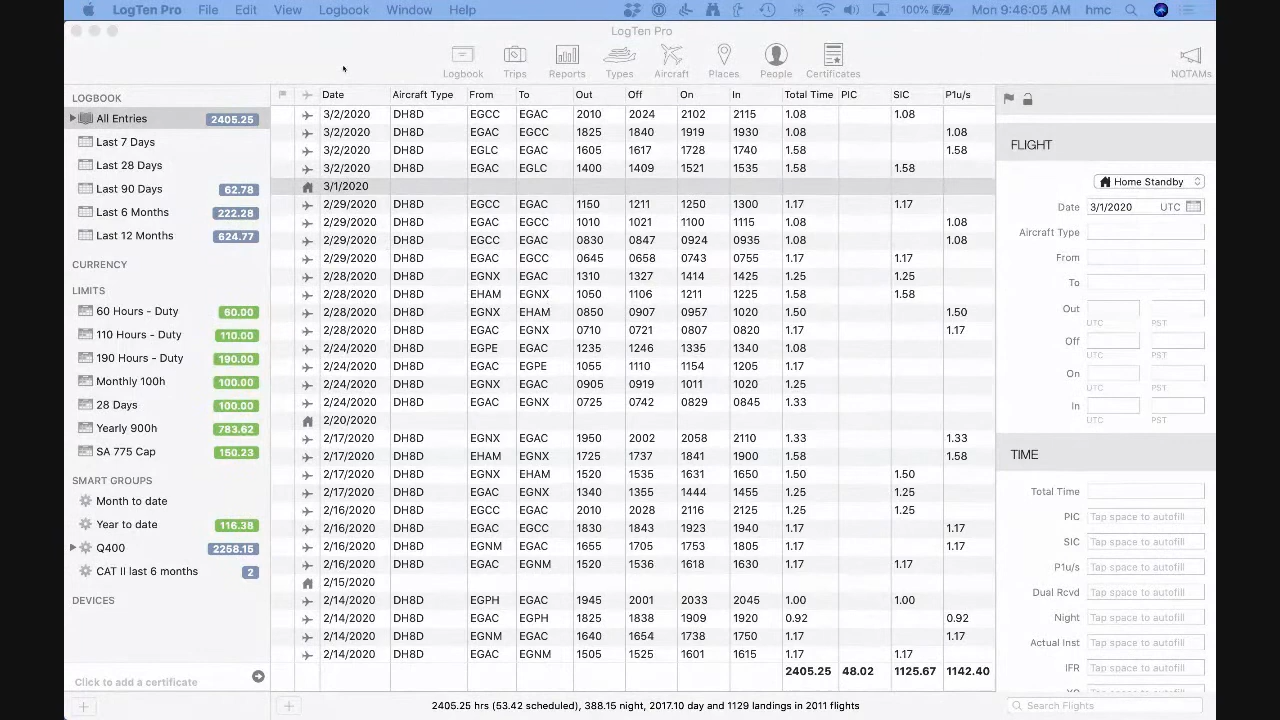 LogTen Pro File Edit View Logbook Window Help 100% Mon 9:46:05 AM hmc
LogTen Pro
Logbook Trips Reports Types Aircraft Places People Certificates NOTAMs
LOGBOOK
All Entries 2405.25
Last 7 Days
Last 28 Days
Last 90 Days 62.78
Last 6 Months 222.28
Last 12 Months 624.77
CURRENCY
LIMITS
60 Hours - Duty 60.00
110 Hours - Duty 110.00
190 Hours - Duty 190.00
Monthly 100h 100.00
28 Days 100.00
Yearly 900h 783.62
SA 775 Cap 150.23
SMART GROUPS
Month to date
Year to date 116.38
Q400 2258.15
CAT II last 6 months 2
DEVICES
Click to add a certificate
Date Aircraft Type From To Out Off On In Total Time PIC SIC P1u/s
3/2/2020 DH8D EGCC EGAC 2010 2024 2102 2115 1.08 1.08
3/2/2020 DH8D EGAC EGCC 1825 1840 1919 1930 1.08 1.08
3/2/2020 DH8D EGLC EGAC 1605 1617 1728 1740 1.58 1.58
3/2/2020 DH8D EGAC EGLC 1400 1409 1521 1535 1.58 1.58
3/1/2020
2/29/2020 DH8D EGCC EGAC 1150 1211 1250 1300 1.17 1.17
2/29/2020 DH8D EGAC EGCC 1010 1021 1100 1115 1.08 1.08
2/29/2020 DH8D EGCC EGAC 0830 0847 0924 0935 1.08 1.08
2/29/2020 DH8D EGAC EGCC 0645 0658 0743 0755 1.17 1.17
2/28/2020 DH8D EGNX EGAC 1310 1327 1414 1425 1.25 1.25
2/28/2020 DH8D EHAM EGNX 1050 1106 1211 1225 1.58 1.58
2/28/2020 DH8D EGNX EHAM 0850 0907 0957 1020 1.50 1.50
2/28/2020 DH8D EGAC EGNX 0710 0721 0807 0820 1.17 1.17
2/24/2020 DH8D EGPE EGAC 1235 1246 1335 1340 1.08
2/24/2020 DH8D EGAC EGPE 1055 1110 1154 1205 1.17
2/24/2020 DH8D EGNX EGAC 0905 0919 1011 1020 1.25
2/24/2020 DH8D EGAC EGNX 0725 0742 0829 0845 1.33
2/20/2020
2/17/2020 DH8D EGNX EGAC 1950 2002 2058 2110 1.33 1.33
2/17/2020 DH8D EHAM EGNX 1725 1737 1841 1900 1.58 1.58
2/17/2020 DH8D EGNX EHAM 1520 1535 1631 1650 1.50 1.50
2/17/2020 DH8D EGAC EGNX 1340 1355 1444 1455 1.25 1.25
2/16/2020 DH8D EGCC EGAC 2010 2028 2116 2125 1.25 1.25
2/16/2020 DH8D EGAC EGCC 1830 1843 1923 1940 1.17 1.17
2/16/2020 DH8D EGNM EGAC 1655 1705 1753 1805 1.17 1.17
2/16/2020 DH8D EGAC EGNM 1520 1536 1618 1630 1.17 1.17
2/15/2020
2/14/2020 DH8D EGPH EGAC 1945 2001 2033 2045 1.00 1.00
2/14/2020 DH8D EGAC EGPH 1825 1838 1909 1920 0.92 0.92
2/14/2020 DH8D EGNM EGAC 1640 1654 1738 1750 1.17 1.17
2/14/2020 DH8D EGAC EGNM 1505 1525 1601 1615 1.17 1.17
2405.25 48.02 1125.67 1142.40
2405.25 hrs (53.42 scheduled), 388.15 night, 2017.10 day and 1129 landings in 2011 flights
FLIGHT
Home Standby
Date 3/1/2020 UTC
Aircraft Type
From
To
Out
UTC PST
Off
UTC PST
On
UTC PST
In
UTC PST
TIME
Total Time
PIC Tap space to autofill
SIC Tap space to autofill
P1u/s Tap space to autofill
Dual Rcvd Tap space to autofill
Night Tap space to autofill
Actual Inst Tap space to autofill
IFR Tap space to autofill
Search Flights